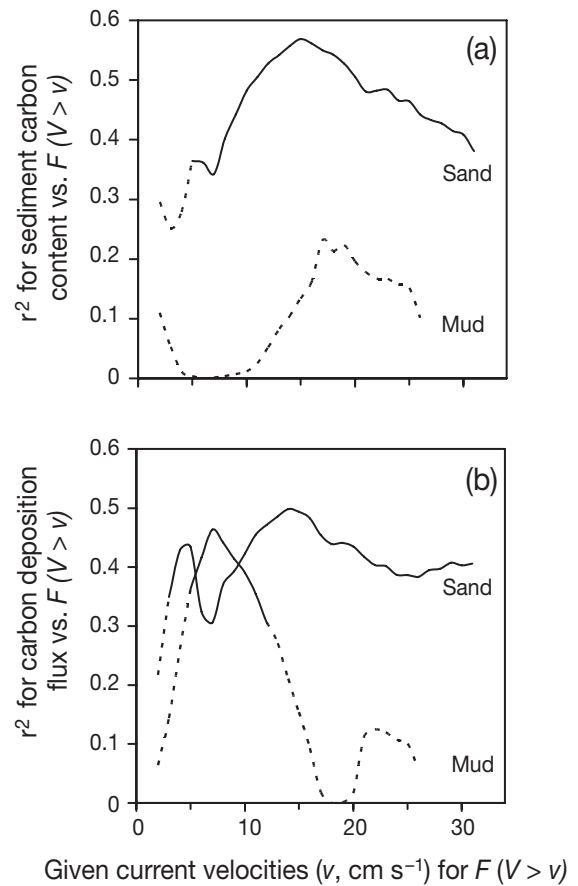 0.6
(a)
0.5
0.4
0.3
0.2
0.1
0
r² for sediment carbon
content vs. F (V > v)
Sand
Mud
0.6
(b)
0.5
0.4
0.3
0.2
0.1
0
r² for carbon deposition
flux vs. F (V > v)
Sand
Mud
0 10 20 30
Given current velocities (v, cm s⁻¹) for F (V > v)